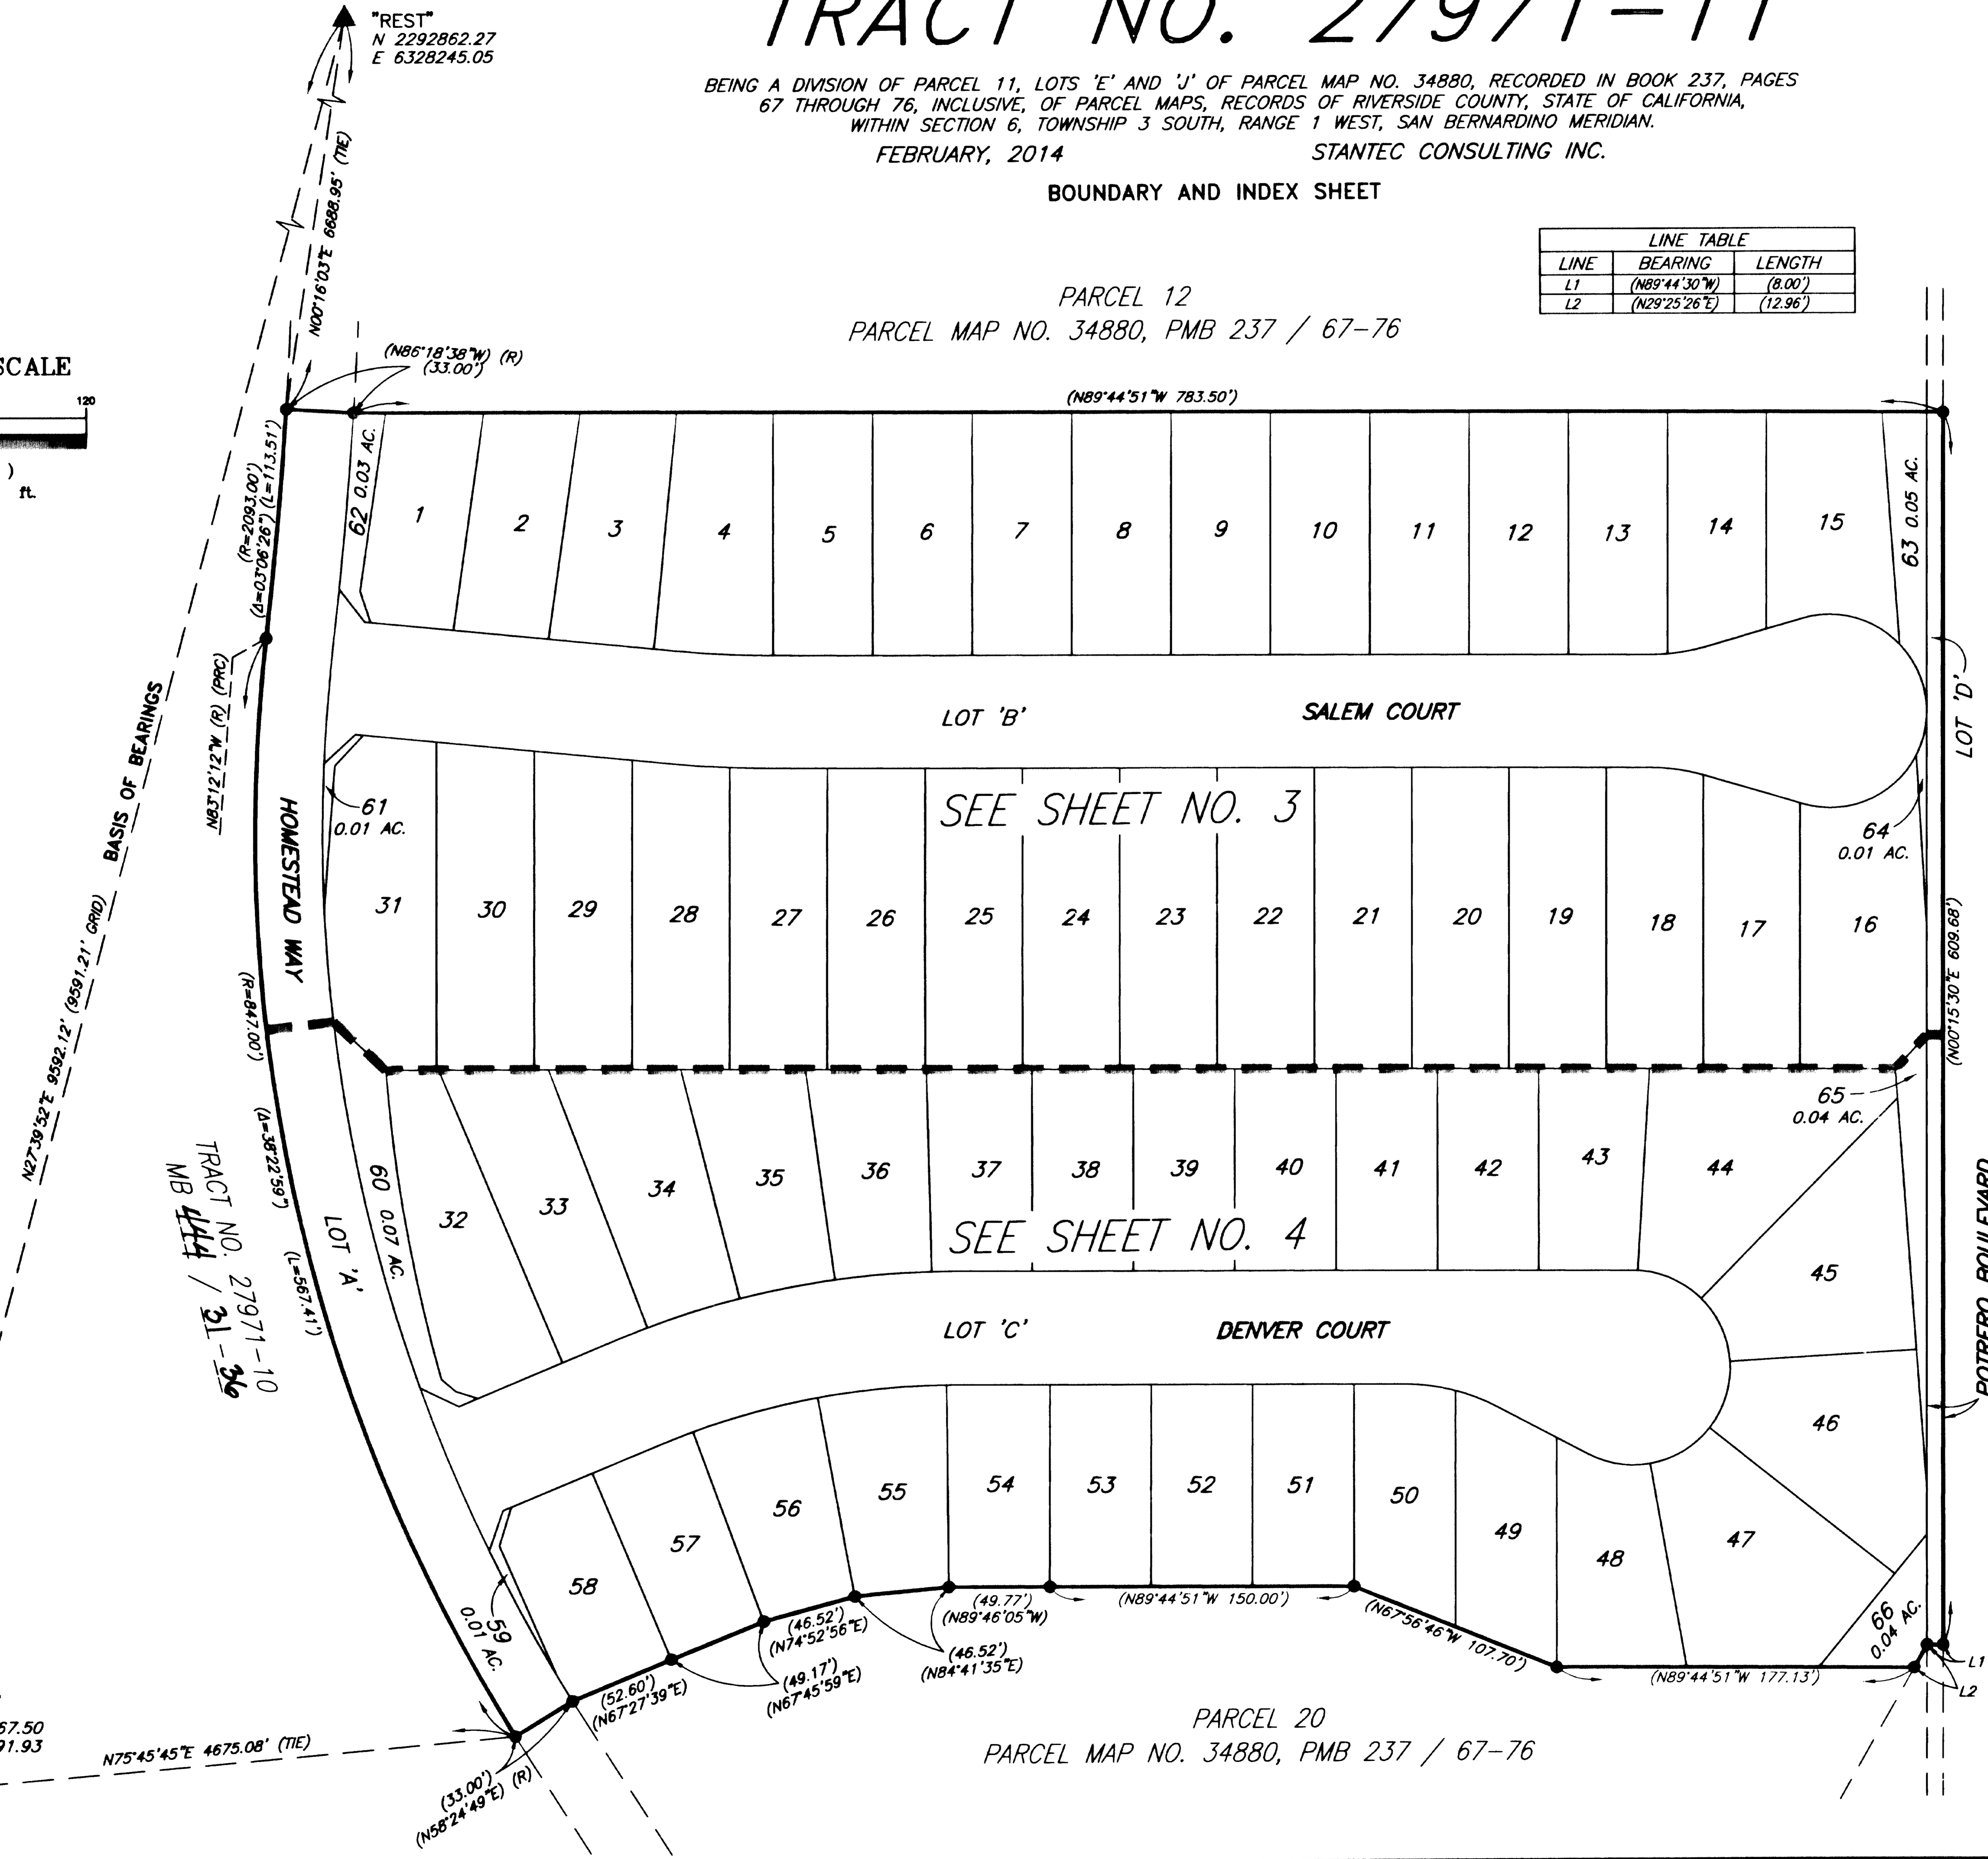 TRACT NO. 27971-11
"REST"
N 2292862.27
E 6328245.05
BEING A DIVISION OF PARCEL 11, LOTS 'E' AND 'J' OF PARCEL MAP NO. 34880, RECORDED IN BOOK 237, PAGES
67 THROUGH 76, INCLUSIVE, OF PARCEL MAPS, RECORDS OF RIVERSIDE COUNTY, STATE OF CALIFORNIA,
WITHIN SECTION 6, TOWNSHIP 3 SOUTH, RANGE 1 WEST, SAN BERNARDINO MERIDIAN.
FEBRUARY, 2014 STANTEC CONSULTING INC.
BOUNDARY AND INDEX SHEET
LINE TABLE
LINE BEARING LENGTH
L1 (N89°44'30"W) (8.00')
L2 (N29°25'26"E) (12.96')
PARCEL 12
PARCEL MAP NO. 34880, PMB 237 / 67-76
N00°16'03"E 6688.95' (TIE)
SCALE
120
)
ft.
(N86°18'38"W) (R)
(33.00')
(N89°44'51"W 783.50')
(R=2093.00')
(Δ=03°06'26") (L=113.51')
62 0.03 AC.
1
2
3
4
5
6
7
8
9
10
11
12
13
14
15
63 0.05 AC.
N83°12'12"W (R) (PRC)
BASIS OF BEARINGS
N27°39'52"E 9592.12' (9591.21' GRID)
LOT 'B'
SALEM COURT
LOT 'D'
HOMESTEAD WAY
61
0.01 AC.
SEE SHEET NO. 3
64
0.01 AC.
31
30
29
28
27
26
25
24
23
22
21
20
19
18
17
16
(N00°15'30"E 609.68')
(R=847.00')
(Δ=38°22'59")
(L=567.41')
65
0.04 AC.
TRACT NO. 27971-10
MB 444 / 31-36
LOT 'A'
60 0.07 AC.
32
33
34
35
36
37
38
39
40
41
42
43
44
SEE SHEET NO. 4
45
POTRERO BOULEVARD
LOT 'C'
DENVER COURT
46
58
57
56
55
54
53
52
51
50
49
48
47
59
0.01 AC.
66
0.04 AC.
(49.77')
(N89°46'05"W)
(N89°44'51"W 150.00')
(N67°56'46"W 107.70')
(46.52')
(N74°52'56"E)
(46.52')
(N84°41'35"E)
(49.17')
(N67°45'59"E)
(52.60')
(N67°27'39"E)
(N89°44'51"W 177.13')
L1
L2
PARCEL 20
PARCEL MAP NO. 34880, PMB 237 / 67-76
67.50
91.93
N75°45'45"E 4675.08' (TIE)
(33.00')
(N58°24'49"E) (R)